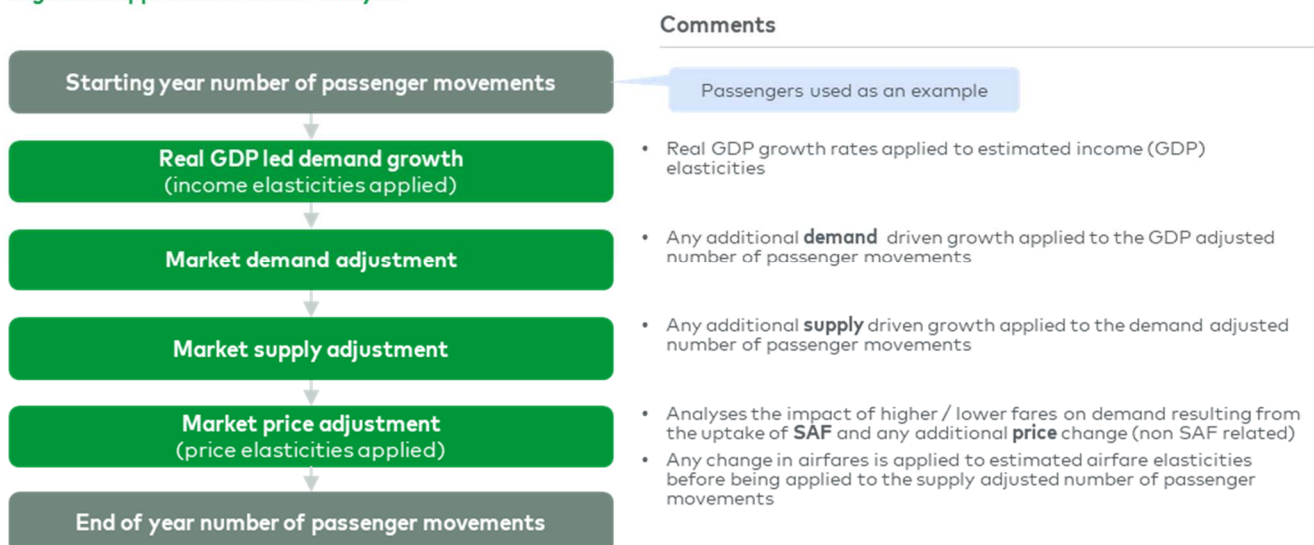 Comments
Starting year number of passenger movements
Passengers used as an example
Real GDP led demand growth
(income elasticities applied)
• Real GDP growth rates applied to estimated income (GDP)
elasticities
Market demand adjustment
• Any additional demand driven growth applied to the GDP adjusted
number of passenger movements
Market supply adjustment
• Any additional supply driven growth applied to the demand adjusted
number of passenger movements
Market price adjustment
(price elasticities applied)
• Analyses the impact of higher / lower fares on demand resulting from
the uptake of SAF and any additional price change (non SAF related)
• Any change in airfares is applied to estimated airfare elasticities
before being applied to the supply adjusted number of passenger
movements
End of year number of passenger movements